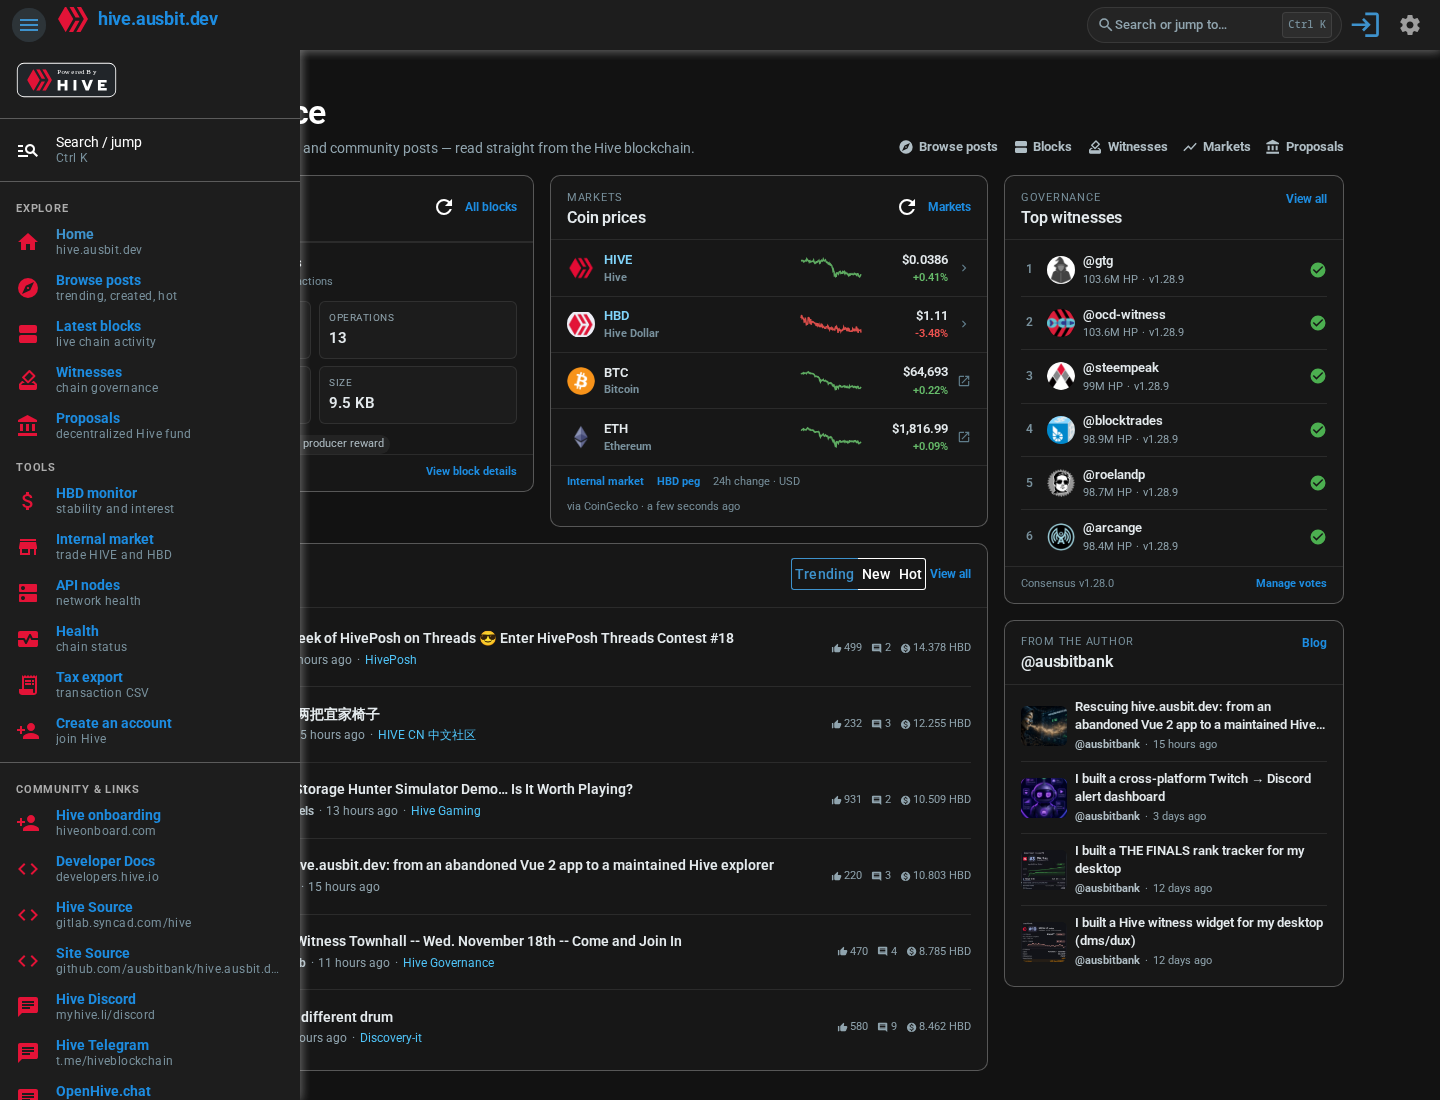 hive.ausbit.dev
Search or jump to…
Ctrl K
Powered By
HIVE
Search / jump
Ctrl K
EXPLORE
Home
hive.ausbit.dev
Browse posts
trending, created, hot
Latest blocks
live chain activity
Witnesses
chain governance
Proposals
decentralized Hive fund
TOOLS
HBD monitor
stability and interest
Internal market
trade HIVE and HBD
API nodes
network health
Health
chain status
Tax export
transaction CSV
Create an account
join Hive
COMMUNITY & LINKS
Hive onboarding
hiveonboard.com
Developer Docs
developers.hive.io
Hive Source
gitlab.syncad.com/hive
Site Source
github.com/ausbitbank/hive.ausbit.d…
Hive Discord
myhive.li/discord
Hive Telegram
t.me/hiveblockchain
OpenHive.chat
ce
and community posts — read straight from the Hive blockchain.
Browse posts
Blocks
Witnesses
Markets
Proposals
All blocks
s
actions
OPERATIONS
13
SIZE
9.5 KB
producer reward
View block details
MARKETS
Coin prices
Markets
HIVE
Hive
$0.0386
+0.41%
HBD
Hive Dollar
$1.11
-3.48%
BTC
Bitcoin
$64,693
+0.22%
ETH
Ethereum
$1,816.99
+0.09%
Internal market HBD peg 24h change · USD
via CoinGecko · a few seconds ago
GOVERNANCE
Top witnesses
View all
1 @gtg
103.6M HP · v1.28.9
2 @ocd-witness
103.6M HP · v1.28.9
3 @steempeak
99M HP · v1.28.9
4 @blocktrades
98.9M HP · v1.28.9
5 @roelandp
98.7M HP · v1.28.9
6 @arcange
98.4M HP · v1.28.9
Consensus v1.28.0
Manage votes
Trending New Hot View all
eek of HivePosh on Threads 😎 Enter HivePosh Threads Contest #18
hours ago · HivePosh
499 2 14.378 HBD
两把宜家椅子
5 hours ago · HIVE CN 中文社区
232 3 12.255 HBD
Storage Hunter Simulator Demo… Is It Worth Playing?
els · 13 hours ago · Hive Gaming
931 2 10.509 HBD
ve.ausbit.dev: from an abandoned Vue 2 app to a maintained Hive explorer
· 15 hours ago
220 3 10.803 HBD
Witness Townhall -- Wed. November 18th -- Come and Join In
b · 11 hours ago · Hive Governance
470 4 8.785 HBD
different drum
ours ago · Discovery-it
580 9 8.462 HBD
FROM THE AUTHOR
@ausbitbank
Blog
Rescuing hive.ausbit.dev: from an
abandoned Vue 2 app to a maintained Hive…
@ausbitbank · 15 hours ago
I built a cross-platform Twitch → Discord
alert dashboard
@ausbitbank · 3 days ago
I built a THE FINALS rank tracker for my
desktop
@ausbitbank · 12 days ago
I built a Hive witness widget for my desktop
(dms/dux)
@ausbitbank · 12 days ago